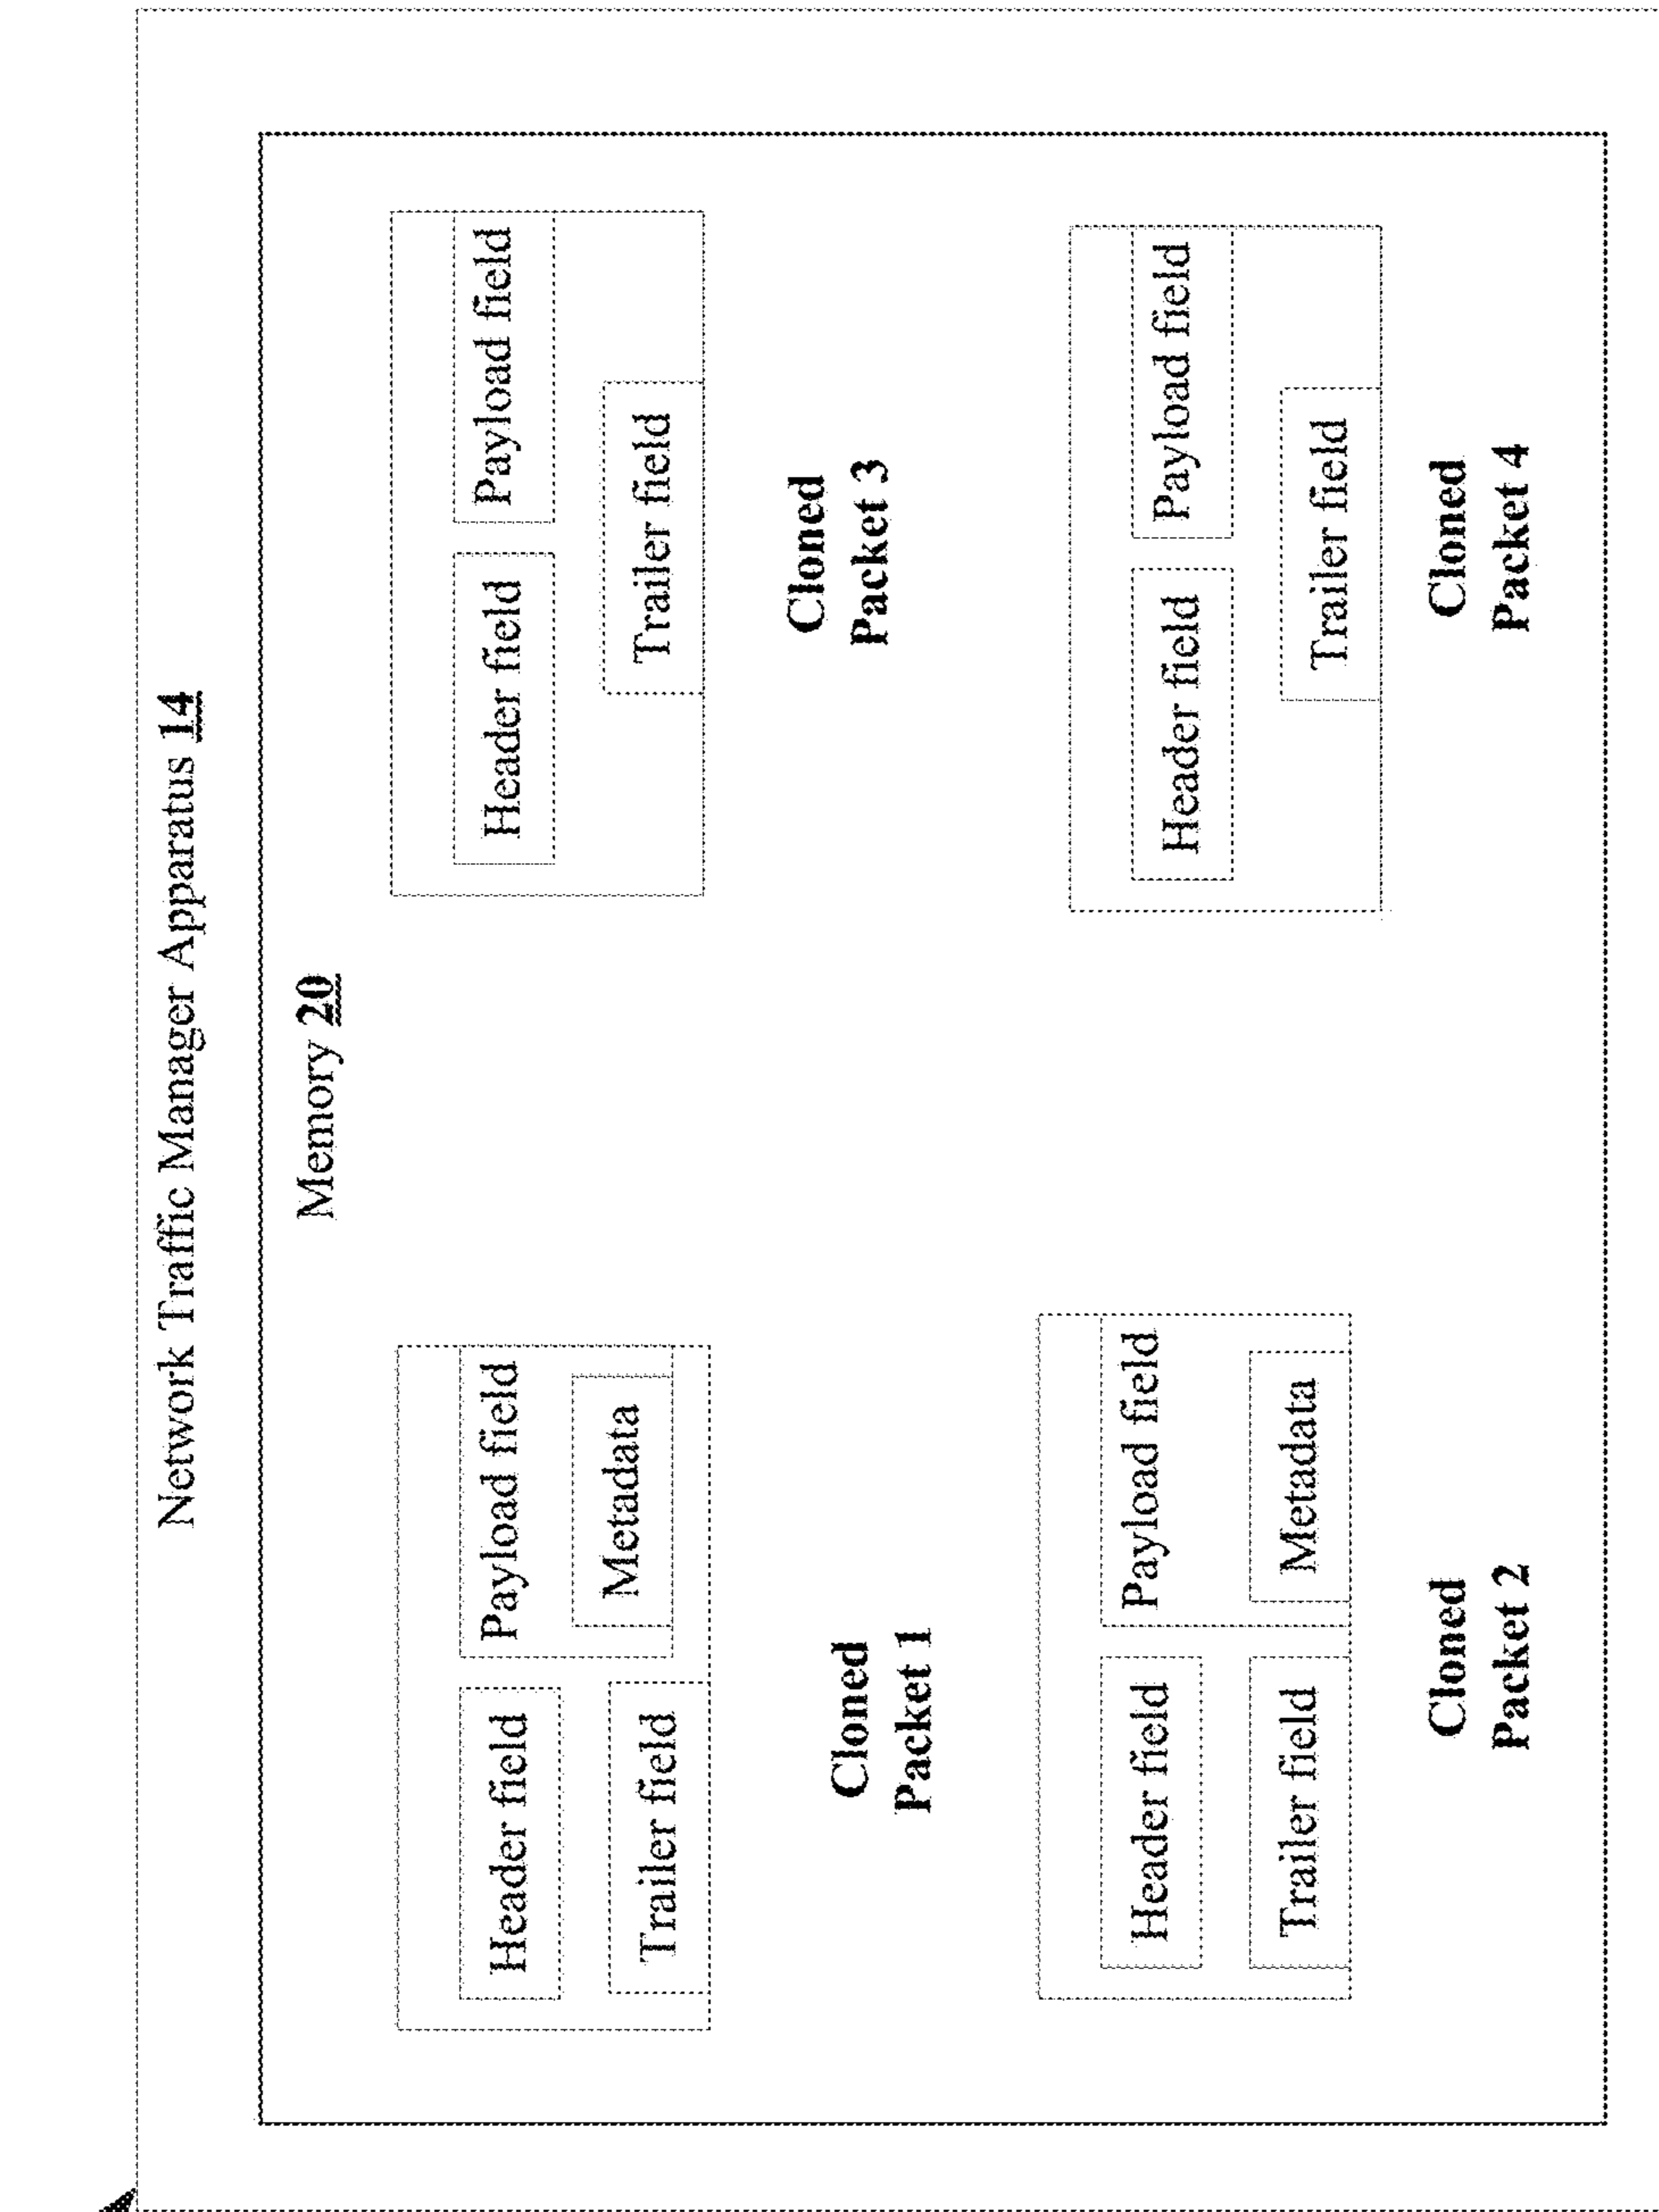 Network Traffic Manager Apparatus 14
Memory 20
Header field
Payload field
Metadata
Trailer field
Cloned
Packet 1
Header field
Payload field
Trailer field
Cloned
Packet 3
Header field
Payload field
Trailer field
Metadata
Cloned
Packet 2
Header field
Payload field
Trailer field
Cloned
Packet 4